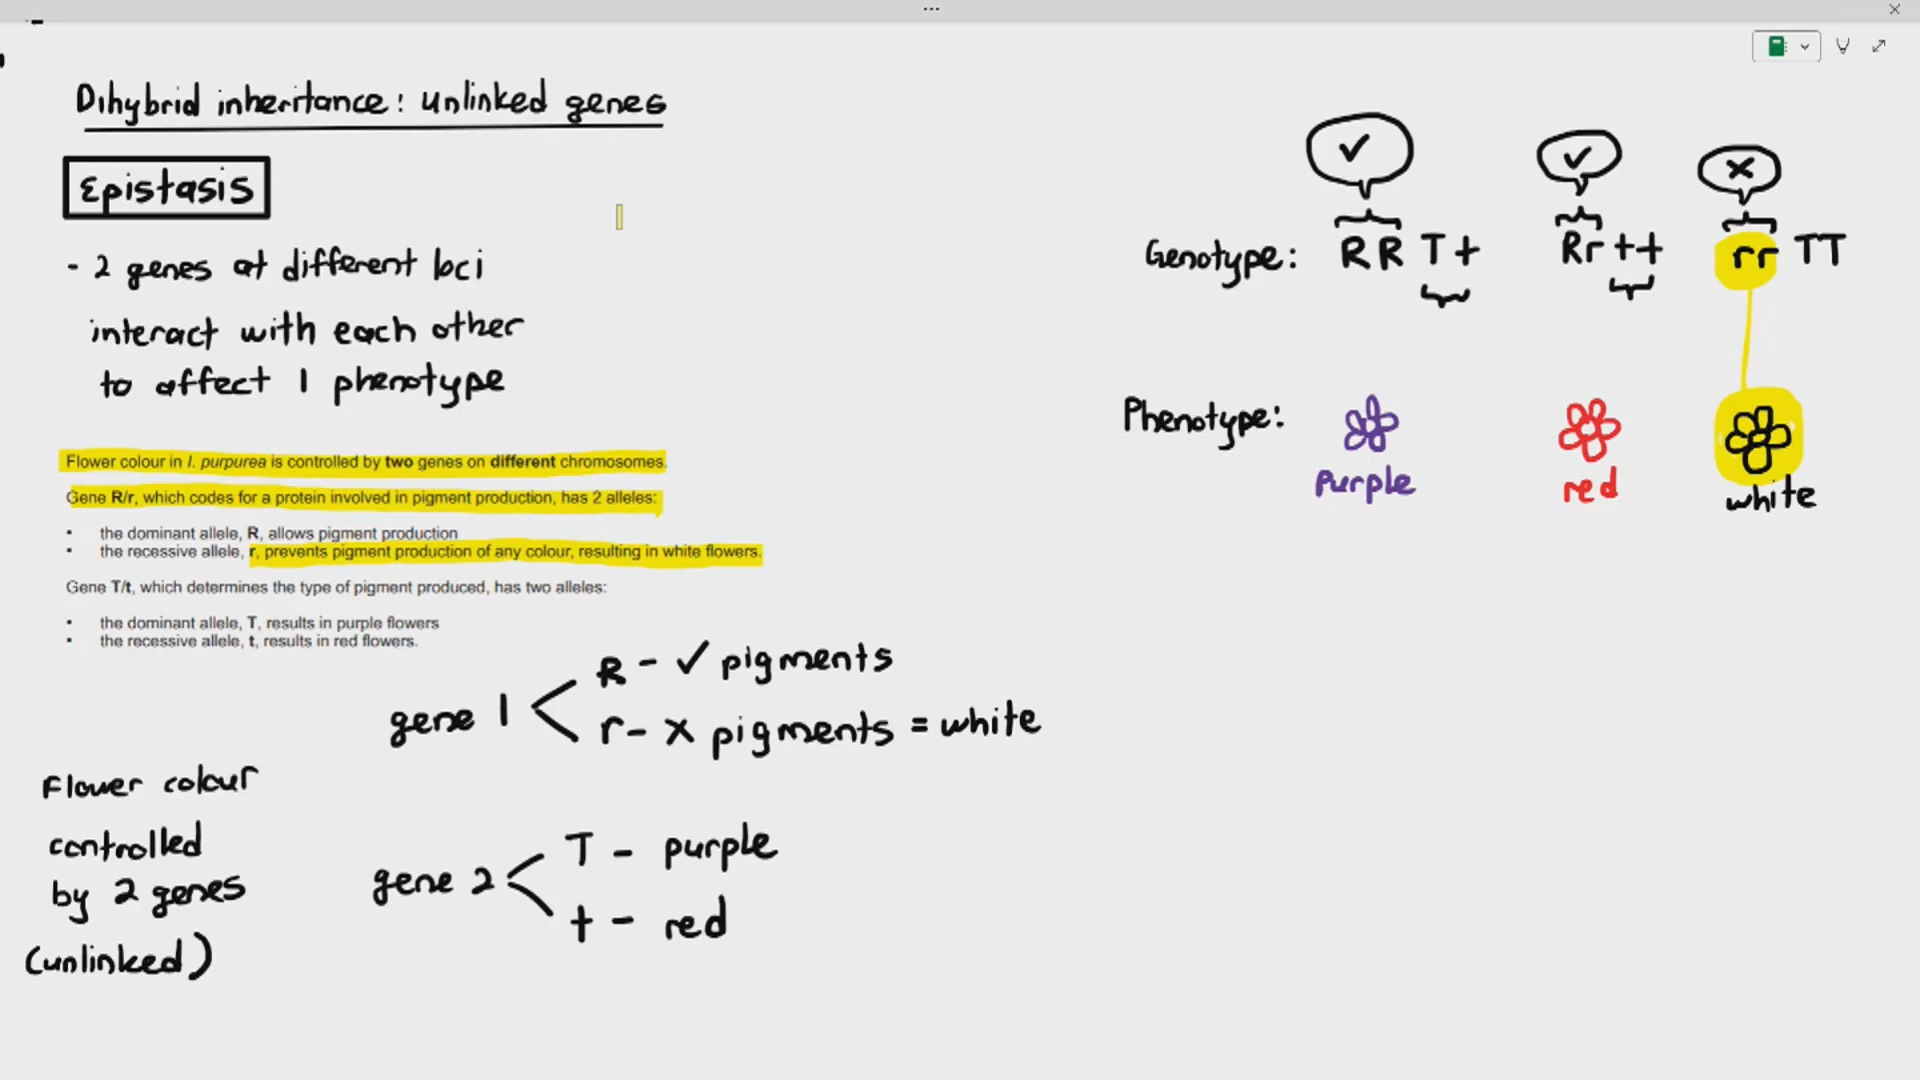 Dihybrid inheritance: unlinked genes
Epistasis
- 2 genes at different loci
interact with each other
to affect 1 phenotype
Flower colour in I. purpurea is controlled by two genes on different chromosomes.
Gene R/r, which codes for a protein involved in pigment production, has 2 alleles:
• the dominant allele, R, allows pigment production
• the recessive allele, r, prevents pigment production of any colour, resulting in white flowers.
Gene T/t, which determines the type of pigment produced, has two alleles:
• the dominant allele, T, results in purple flowers
• the recessive allele, t, results in red flowers.
gene 1
R - ✓ pigments
r - x pigments = white
Flower colour
controlled
by 2 genes
(unlinked)
gene 2
T - purple
t - red
✓ ✓ x
Genotype: RR Tt Rr tt rr TT
Phenotype:
purple red white